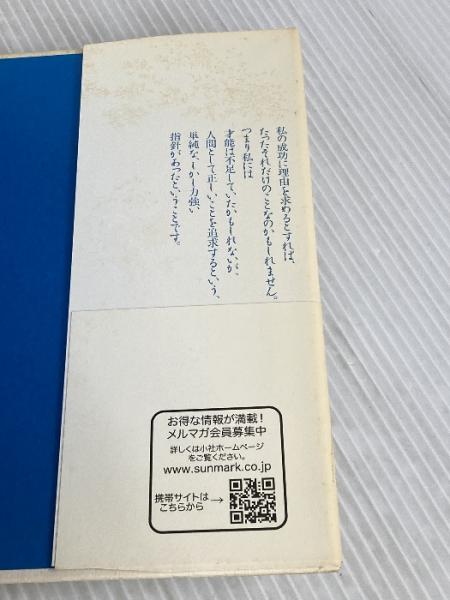 私の成功に理由を求めるとすれば、
たったそれだけのことなのかもしれません。
つまり私には
才能は不足していたかもしれないが、
人間として正しいことを追求するという、
単純な、しかし力強い
指針があったということです。
お得な情報が満載！
メルマガ会員募集中
詳しくは小社ホームページ
をご覧ください。
www.sunmark.co.jp
携帯サイトは
こちらから →